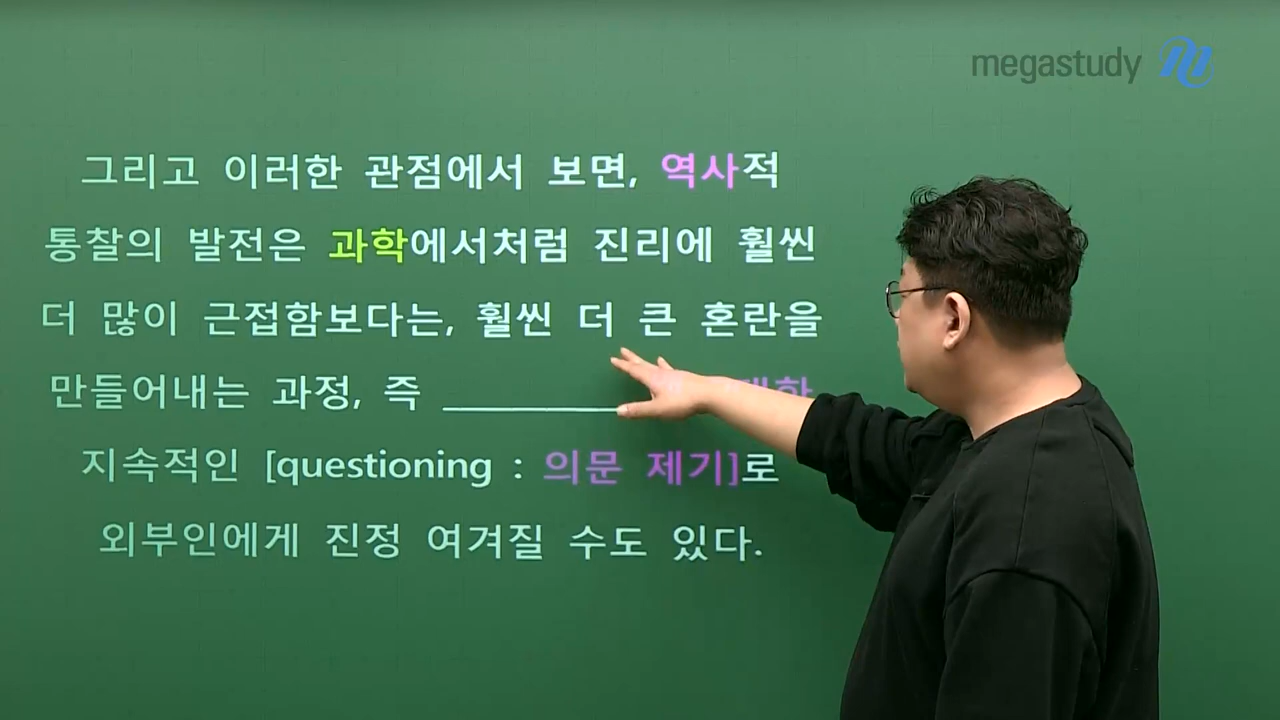 megastudy
그리고 이러한 관점에서 보면, 역사적
통찰의 발전은 과학에서처럼 진리에 훨씬
더 많이 근접함보다는, 훨씬 더 큰 혼란을
만들어내는 과정, 즉 __________
지속적인 [questioning : 의문 제기]로
외부인에게 진정 여겨질 수도 있다.